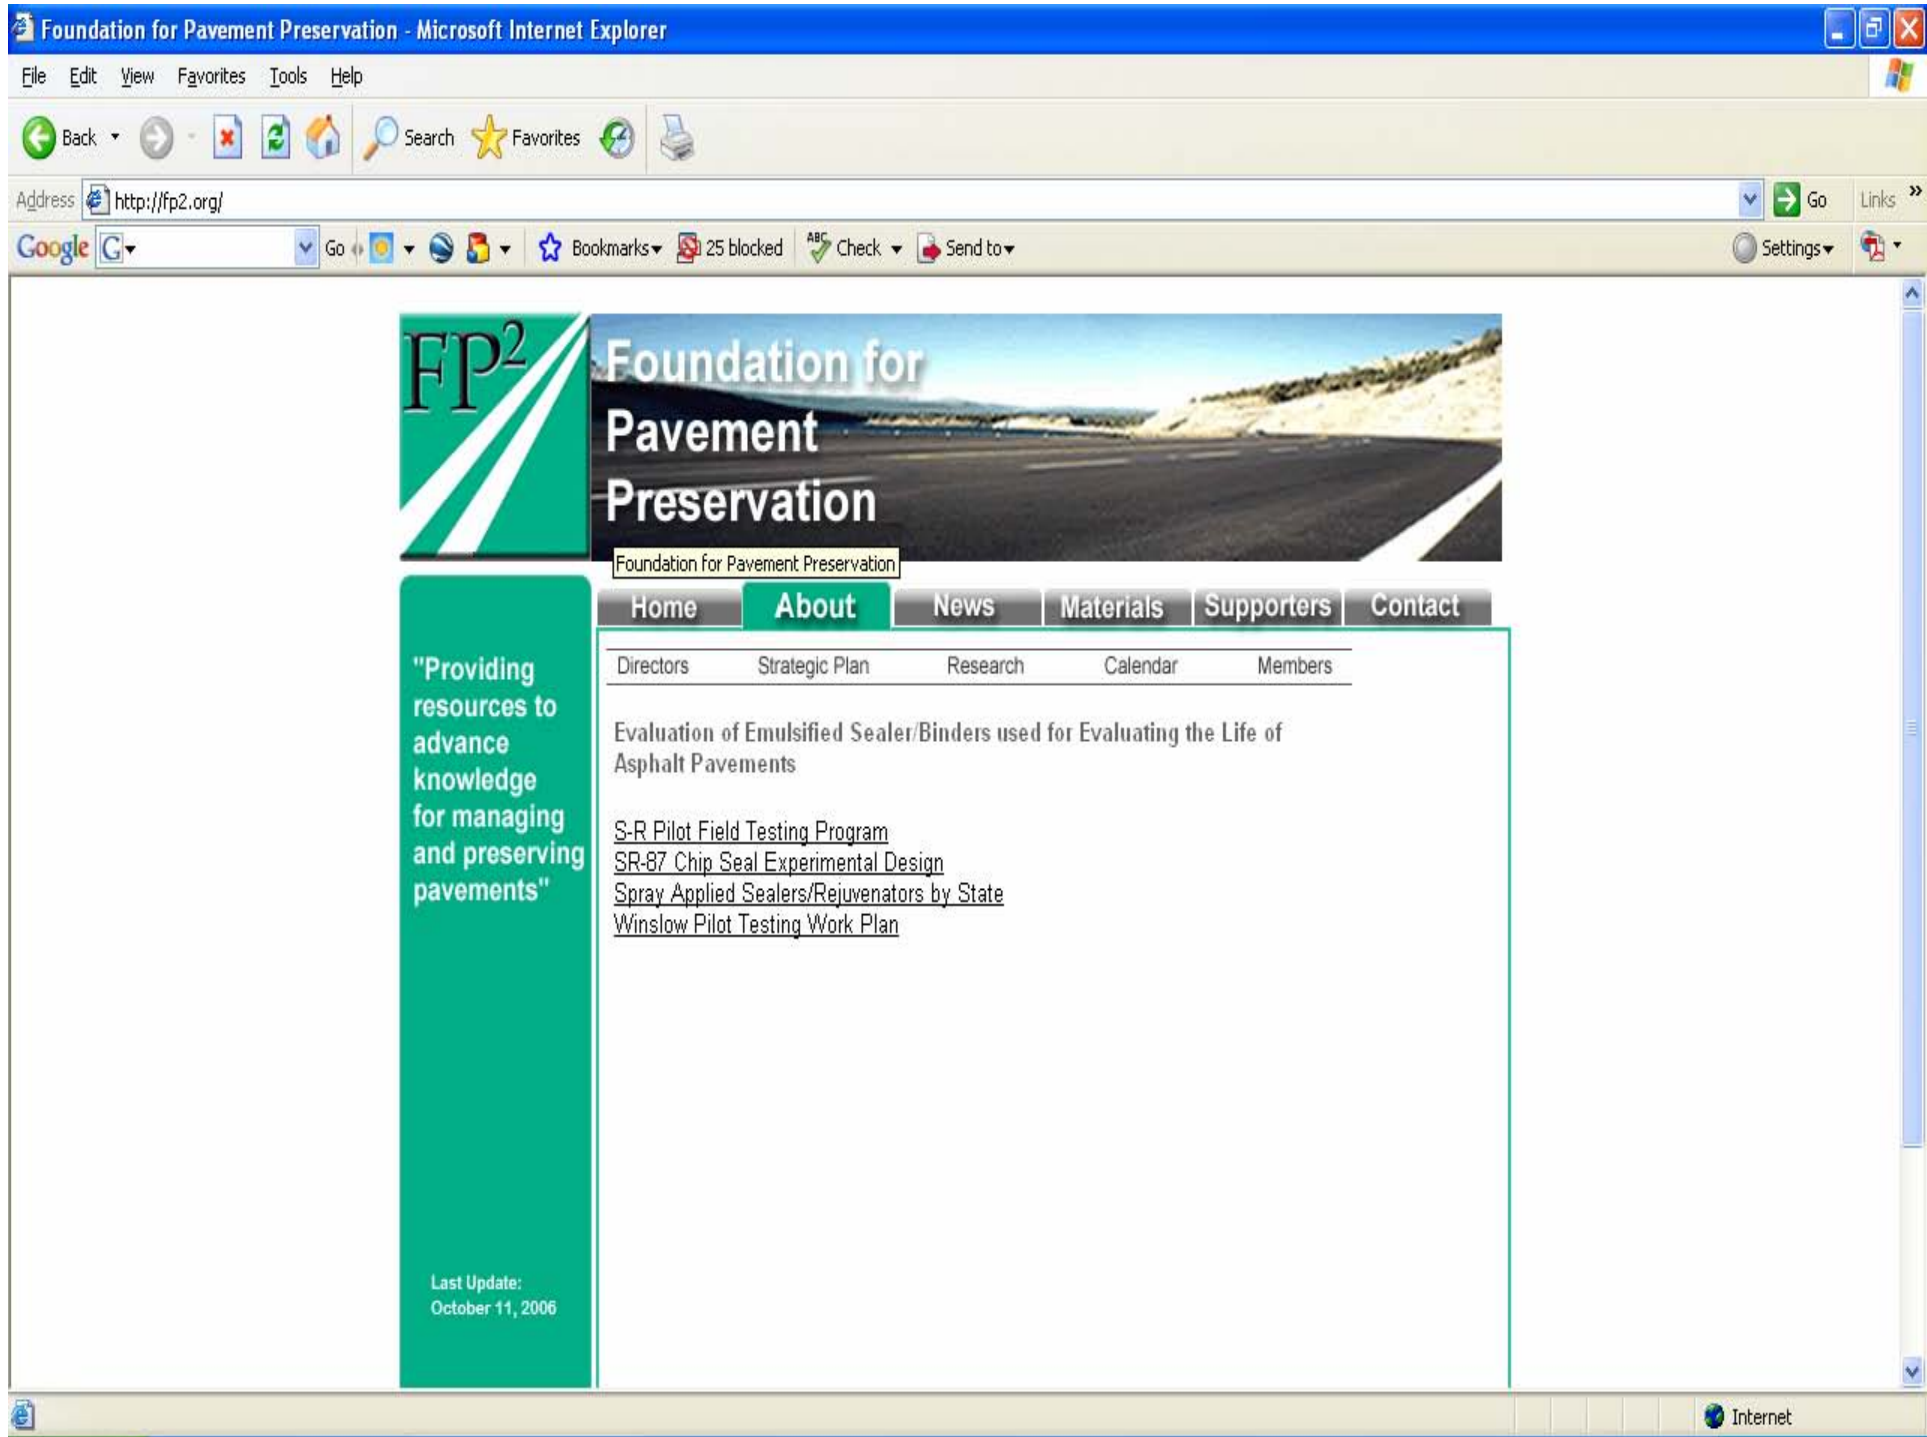 Foundation for Pavement Preservation - Microsoft Internet Explorer
File Edit View Favorites Tools Help
Back Search Favorites
Address http://fp2.org/ Go Links »
Google G Go Bookmarks 25 blocked ABC Check Send to Settings
FP2
Foundation for
Pavement
Preservation
Foundation for Pavement Preservation
Home About News Materials Supporters Contact
Directors Strategic Plan Research Calendar Members
"Providing
resources to
advance
knowledge
for managing
and preserving
pavements"
Evaluation of Emulsified Sealer/Binders used for Evaluating the Life of
Asphalt Pavements
S-R Pilot Field Testing Program
SR-87 Chip Seal Experimental Design
Spray Applied Sealers/Rejuvenators by State
Winslow Pilot Testing Work Plan
Last Update:
October 11, 2006
Internet